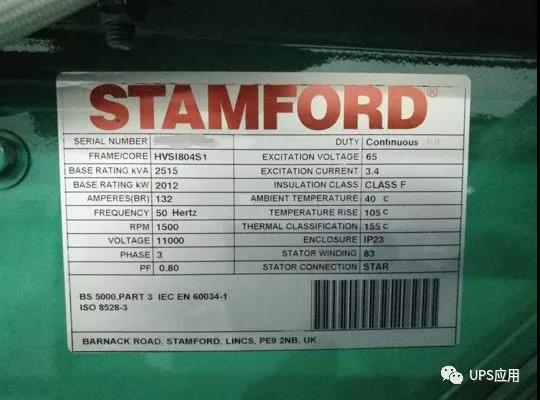 STAMFORD®
SERIAL NUMBER DUTY Continuous
FRAME/CORE HVSI804S1 EXCITATION VOLTAGE 65
BASE RATING kVA 2515 EXCITATION CURRENT 3.4
BASE RATING kW 2012 INSULATION CLASS CLASS F
AMPERES(BR) 132 AMBIENT TEMPERATURE 40 C
FREQUENCY 50 Hertz TEMPERATURE RISE 105 C
RPM 1500 THERMAL CLASSIFICATION 155 C
VOLTAGE 11000 ENCLOSURE IP23
PHASE 3 STATOR WINDING 83
PF 0.80 STATOR CONNECTION STAR
BS 5000,PART 3 IEC EN 60034-1
ISO 8528-3
BARNACK ROAD, STAMFORD, LINCS, PE9 2NB, UK
UPS应用